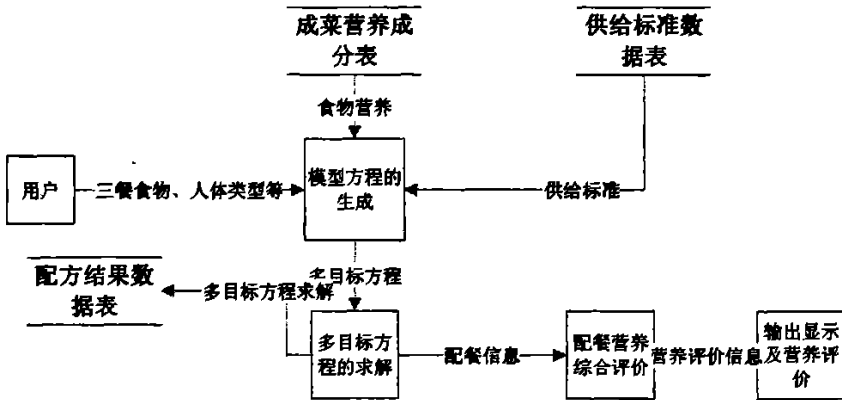 成菜营养成
分表
供给标准数
据表
食物营养
用户
三餐食物、人体类型等
模型方程的
生成
供给标准
配方结果数
据表
多目标方程
多目标方程求解
多目标方
程的求解
配餐信息
配餐营养
综合评价
营养评价信息
输出显示
及营养评
价